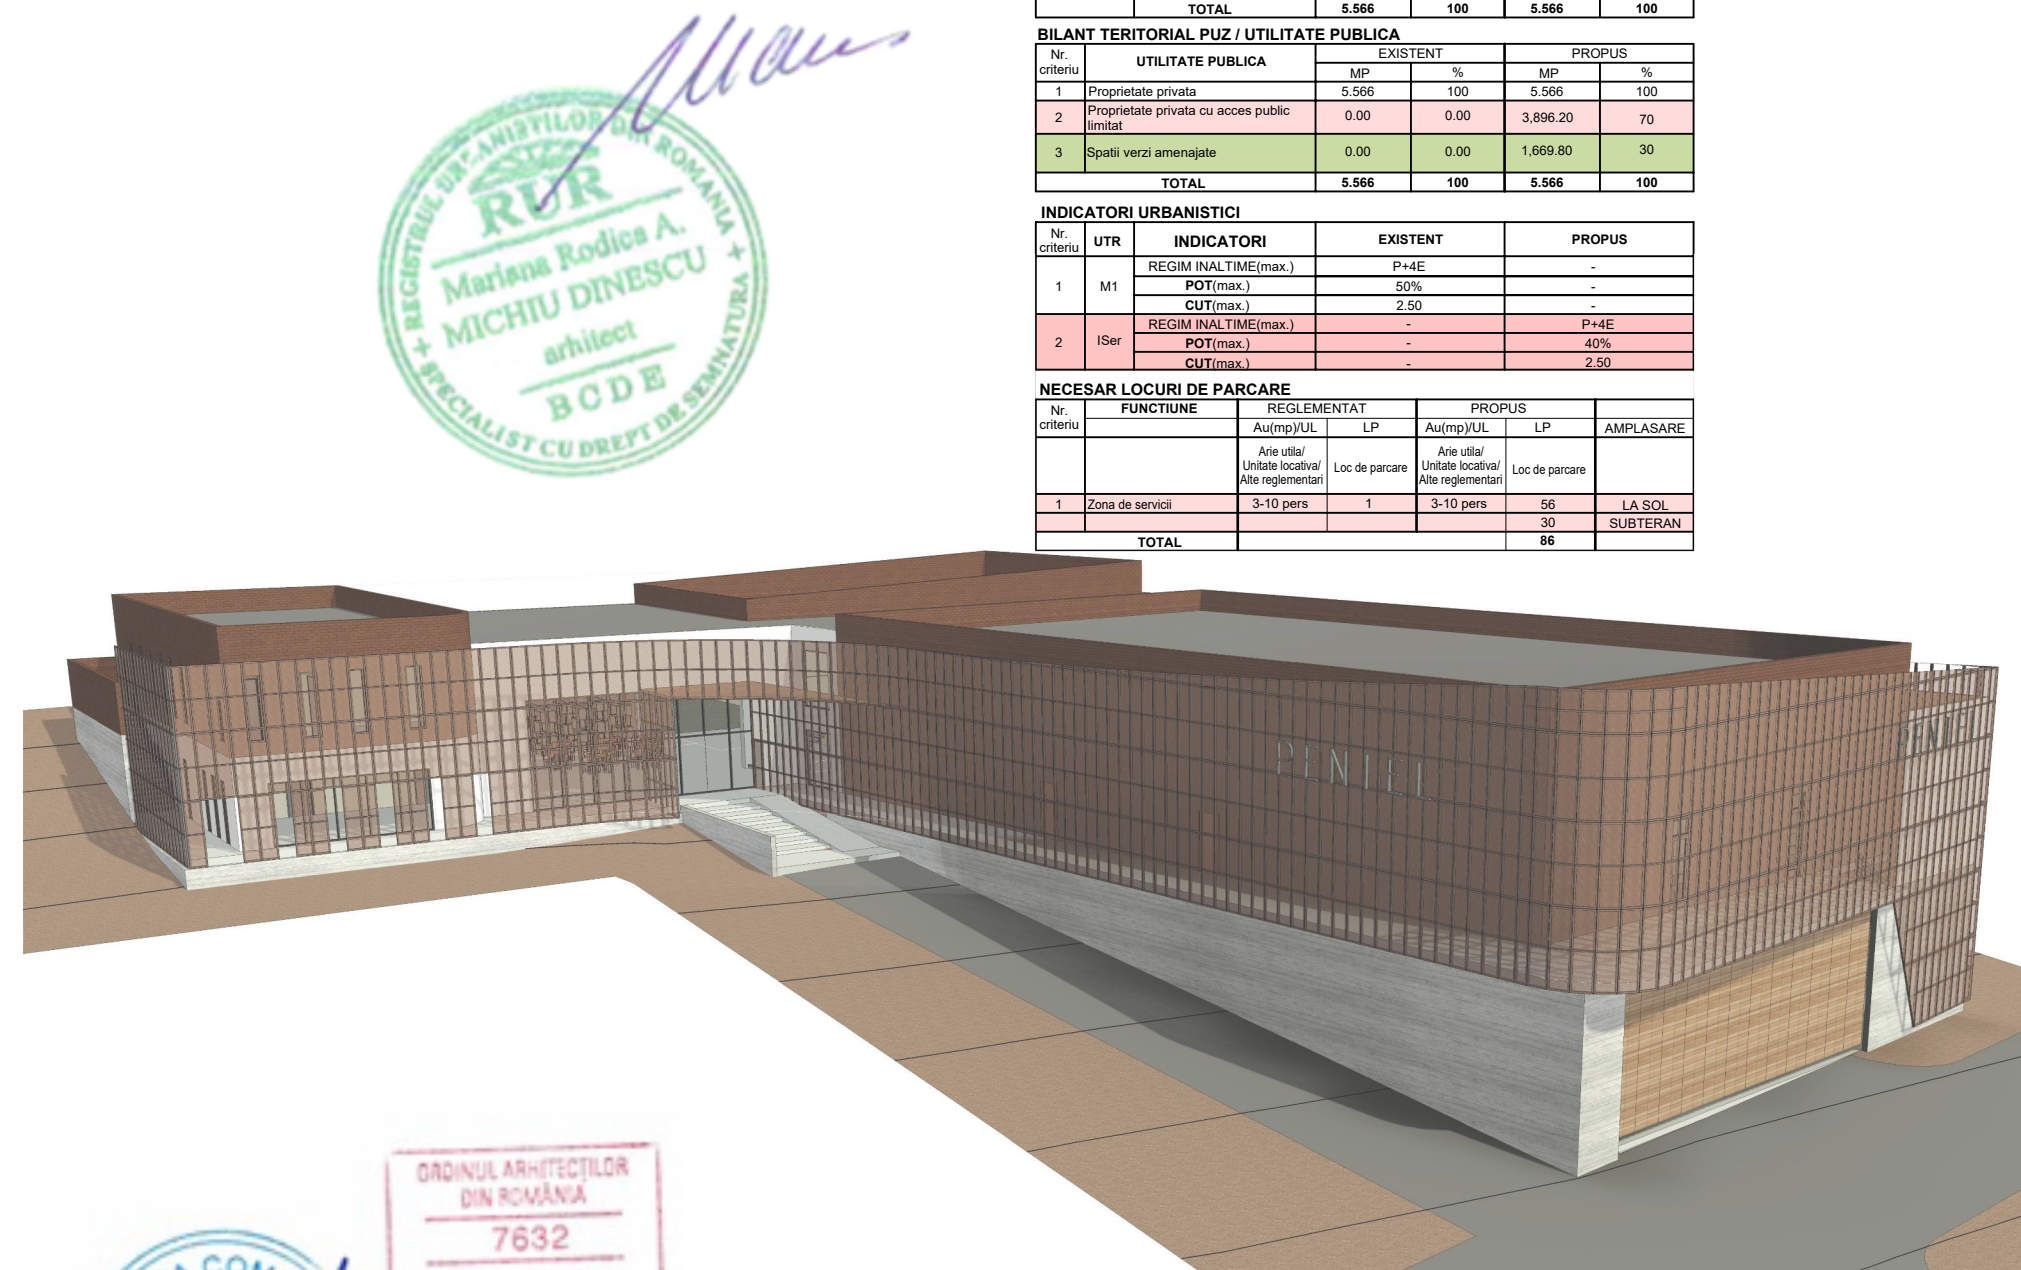 TOTAL 5.566 100 5.566 100
BILANT TERITORIAL PUZ / UTILITATE PUBLICA
Nr. criteriu UTILITATE PUBLICA EXISTENT PROPUS
MP % MP %
1 Proprietate privata 5.566 100 5.566 100
2 Proprietate privata cu acces public limitat 0.00 0.00 3,896.20 70
3 Spatii verzi amenajate 0.00 0.00 1,669.80 30
TOTAL 5.566 100 5.566 100
INDICATORI URBANISTICI
Nr. criteriu UTR INDICATORI EXISTENT PROPUS
1 M1 REGIM INALTIME(max.) P+4E -
POT(max.) 50% -
CUT(max.) 2.50 -
2 ISer REGIM INALTIME(max.) - P+4E
POT(max.) - 40%
CUT(max.) - 2.50
NECESAR LOCURI DE PARCARE
Nr. criteriu FUNCTIUNE REGLEMENTAT PROPUS
Au(mp)/UL LP Au(mp)/UL LP AMPLASARE
Arie utila/ Unitate locativa/ Alte reglementari Loc de parcare Arie utila/ Unitate locativa/ Alte reglementari Loc de parcare
1 Zona de servicii 3-10 pers 1 3-10 pers 56 LA SOL
30 SUBTERAN
TOTAL 86
+ REGISTRUL URBANISTILOR DIN ROMANIA +
RUR
Mariana Rodica A.
MICHIU DINESCU
arhitect
B C D E
SPECIALIST CU DREPT DE SEMNATURA
PENIEL
PENIEL
ORDINUL ARHITECȚILOR
DIN ROMÂNIA
7632